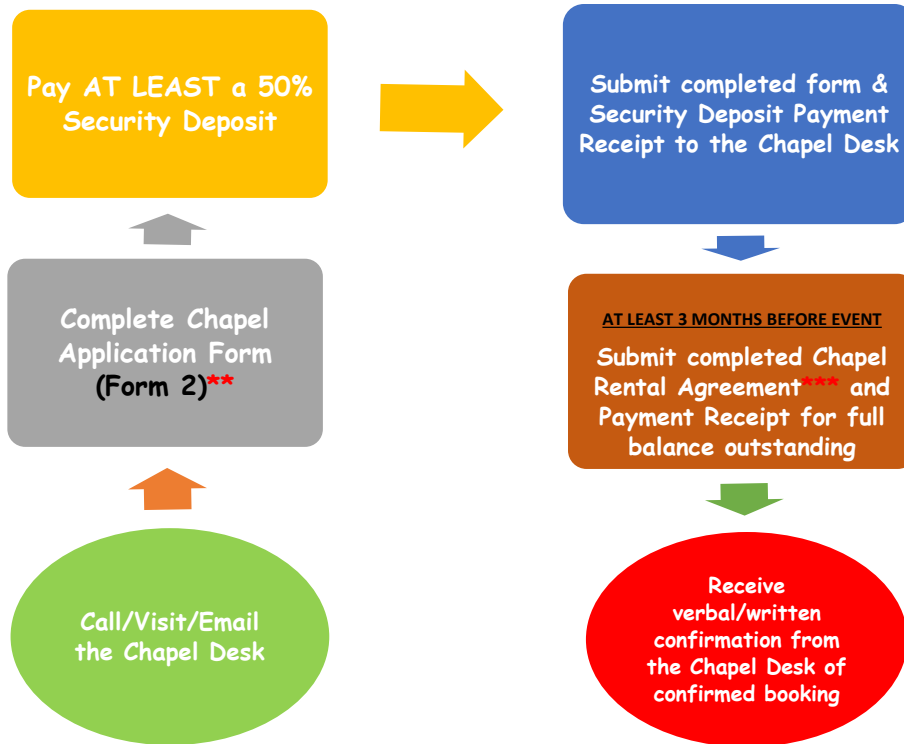 Call/Visit/Email
the Chapel Desk
Complete Chapel
Application Form
(Form 2)**
Pay AT LEAST a 50%
Security Deposit
Submit completed form &
Security Deposit Payment
Receipt to the Chapel Desk
AT LEAST 3 MONTHS BEFORE EVENT
Submit completed Chapel
Rental Agreement*** and
Payment Receipt for full
balance outstanding
Receive
verbal/written
confirmation from
the Chapel Desk of
confirmed booking